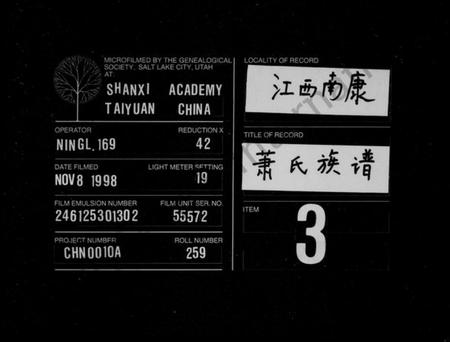 MICROFILMED BY THE GENEALOGICAL
SOCIETY, SALT LAKE CITY, UTAH
AT:
SHANXI ACADEMY
TAIYUAN CHINA
OPERATOR REDUCTION X
NINGL.169 42
DATE FILMED LIGHT METER SETTING
NOV 8 1998 19
FILM EMULSION NUMBER FILM UNIT SER. NO.
246125301302 55572
PROJECT NUMBER ROLL NUMBER
CHN0010A 259
LOCALITY OF RECORD
江西南康
TITLE OF RECORD
萧氏族谱
ITEM
3